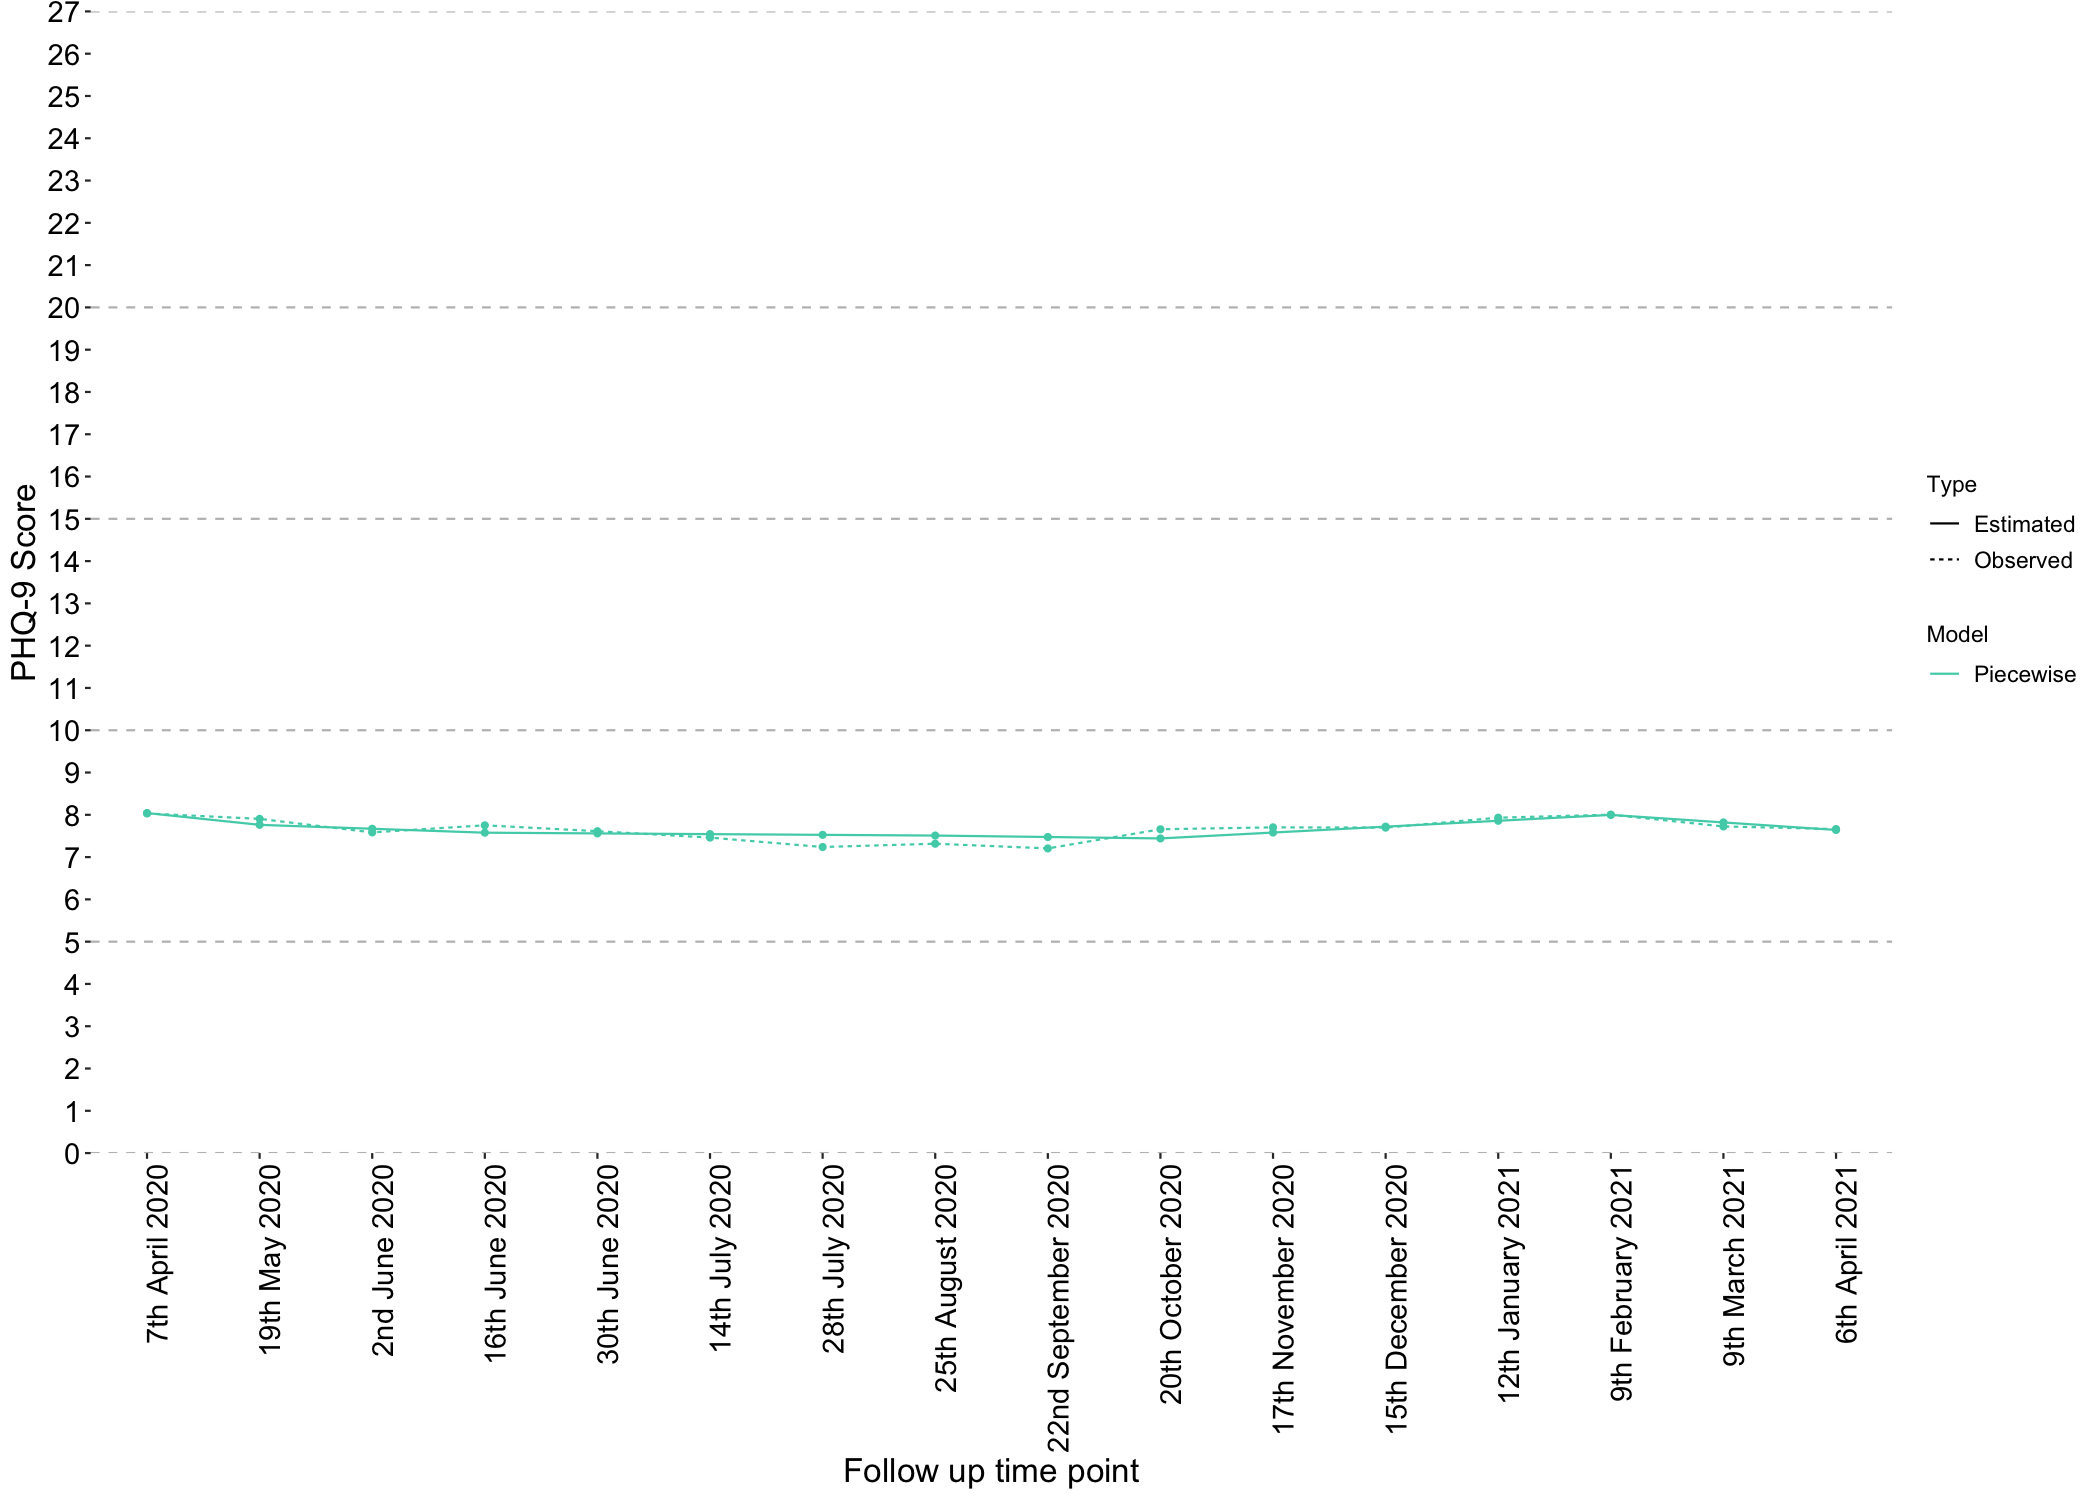 PHQ-9 Score
27
26
25
24
23
22
21
20
19
18
17
16
15
14
13
12
11
10
9
8
7
6
5
4
3
2
1
0
7th April 2020
19th May 2020
2nd June 2020
16th June 2020
30th June 2020
14th July 2020
28th July 2020
25th August 2020
22nd September 2020
20th October 2020
17th November 2020
15th December 2020
12th January 2021
9th February 2021
9th March 2021
6th April 2021
Follow up time point
Type
Estimated
Observed
Model
Piecewise